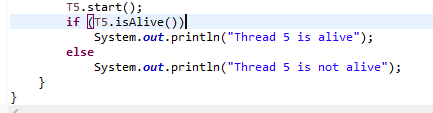 T5.start();
if (T5.isAlive())
System.out.println("Thread 5 is alive");
else
System.out.println("Thread 5 is not alive");
}
}